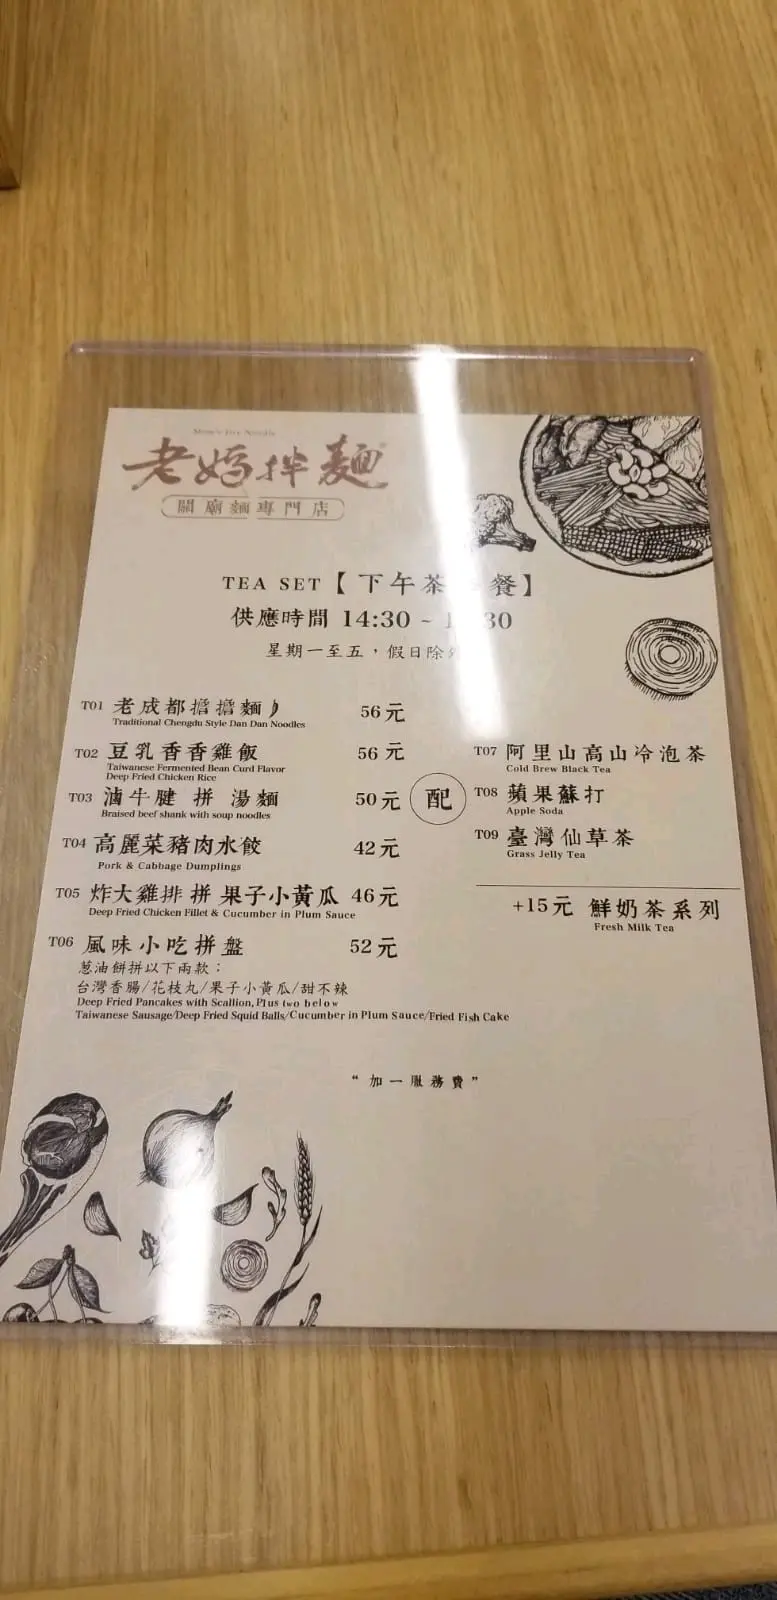 Mom's Dry Noodle
老媽拌麵
關廟麵專門店
TEA SET【下午茶 餐】
供應時間 14:30 ~ 1 30
星期一至五，假日除外
T01 老成都擔擔麵 56元
Traditional Chengdu Style Dan Dan Noodles
T02 豆乳香香雞飯 56元
Taiwanese Fermented Bean Curd Flavor
Deep Fried Chicken Rice
T03 滷牛腱 拼 湯麵 50元
Braised beef shank with soup noodles
T04 高麗菜豬肉水餃 42元
Pork & Cabbage Dumplings
T05 炸大雞排 拼 果子小黃瓜 46元
Deep Fried Chicken Fillet & Cucumber in Plum Sauce
T06 風味小吃拼盤 52元
蔥油餅拼以下兩款：
台灣香腸/花枝丸/果子小黃瓜/甜不辣
Deep Fried Pancakes with Scallion, Plus two below
Taiwanese Sausage/Deep Fried Squid Balls/Cucumber in Plum Sauce/Fried Fish Cake
配
T07 阿里山高山冷泡茶
Cold Brew Black Tea
T08 蘋果蘇打
Apple Soda
T09 臺灣仙草茶
Grass Jelly Tea
+15元 鮮奶茶系列
Fresh Milk Tea
“加一服務費”